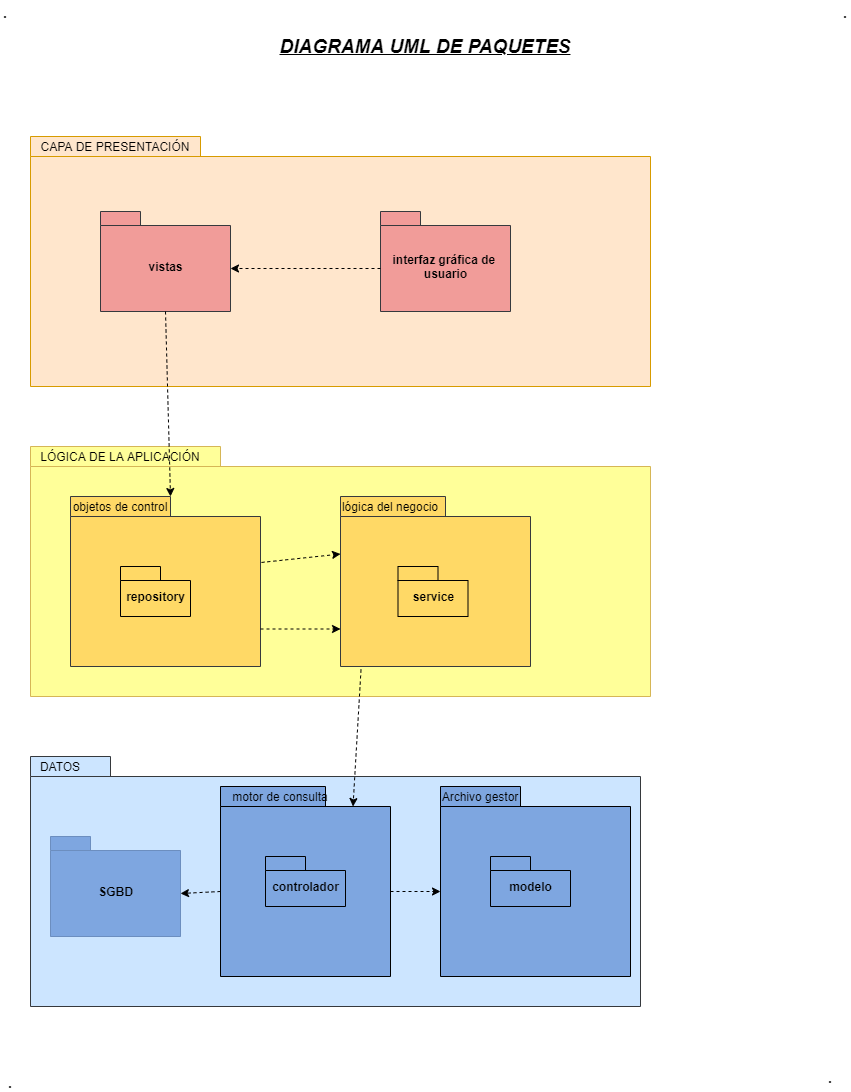 DIAGRAMA UML DE PAQUETES
CAPA DE PRESENTACIÓN
vistas
interfaz gráfica de
usuario
LÓGICA DE LA APLICACIÓN
objetos de control
lógica del negocio
repository
service
DATOS
motor de consulta
Archivo gestor
SGBD
controlador
modelo